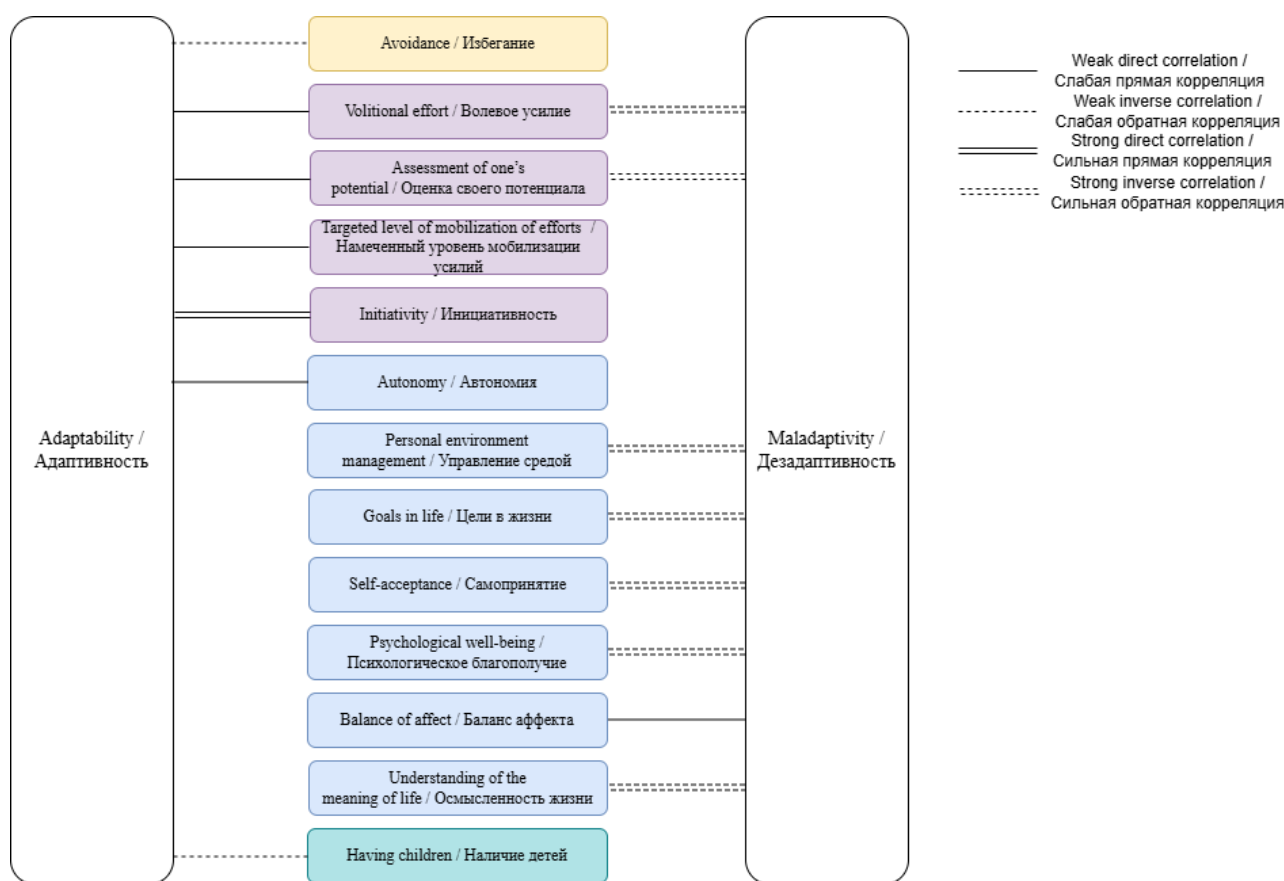 Adaptability /
Адаптивность
Avoidance / Избегание
Volitional effort / Волевое усилие
Assessment of one’s
potential / Оценка своего потенциала
Targeted level of mobilization of efforts /
Намеченный уровень мобилизации
усилий
Initiativity / Инициативность
Autonomy / Автономия
Personal environment
management / Управление средой
Goals in life / Цели в жизни
Self-acceptance / Самопринятие
Psychological well-being /
Психологическое благополучие
Balance of affect / Баланс аффекта
Understanding of the
meaning of life / Осмысленность жизни
Having children / Наличие детей
Maladaptivity /
Дезадаптивность
Weak direct correlation /
Слабая прямая корреляция
Weak inverse correlation /
Слабая обратная корреляция
Strong direct correlation /
Сильная прямая корреляция
Strong inverse correlation /
Сильная обратная корреляция